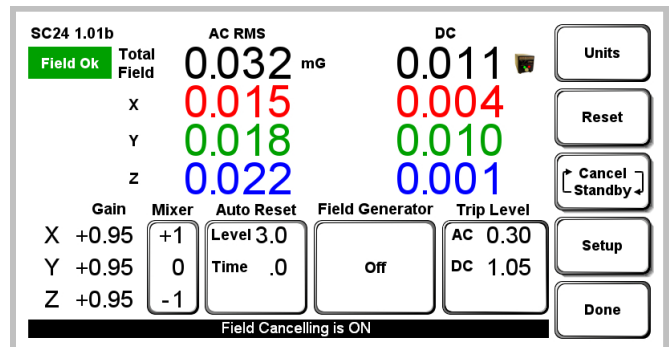 SC24 1.01b AC RMS DC
Field Ok Total Field 0.032 mG 0.011
X 0.015 0.004
Y 0.018 0.010
Z 0.022 0.001
Gain Mixer Auto Reset Field Generator Trip Level
X +0.95 +1 Level 3.0 AC 0.30
Y +0.95 0 Time .0 Off DC 1.05
Z +0.95 -1
Field Cancelling is ON
Units
Reset
Cancel
Standby
Setup
Done